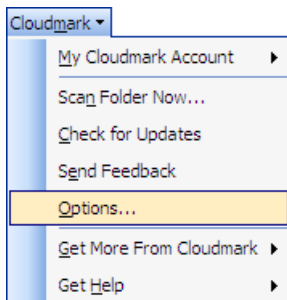 Cloudmark
My Cloudmark Account
Scan Folder Now...
Check for Updates
Send Feedback
Options...
Get More From Cloudmark
Get Help